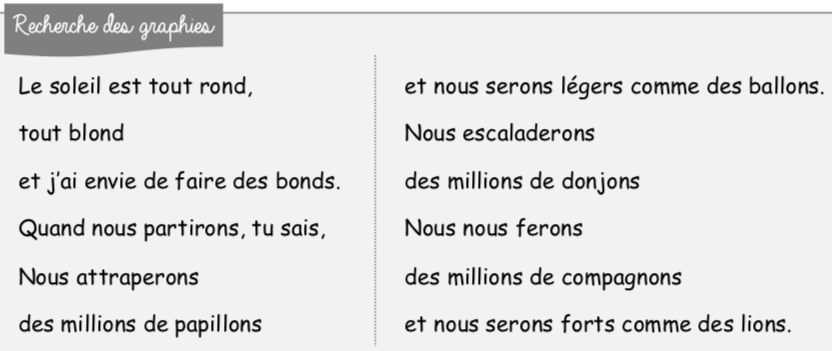 Recherche des graphies
Le soleil est tout rond,
tout blond
et j'ai envie de faire des bonds.
Quand nous partirons, tu sais,
Nous attraperons
des millions de papillons
et nous serons légers comme des ballons.
Nous escaladerons
des millions de donjons
Nous nous ferons
des millions de compagnons
et nous serons forts comme des lions.